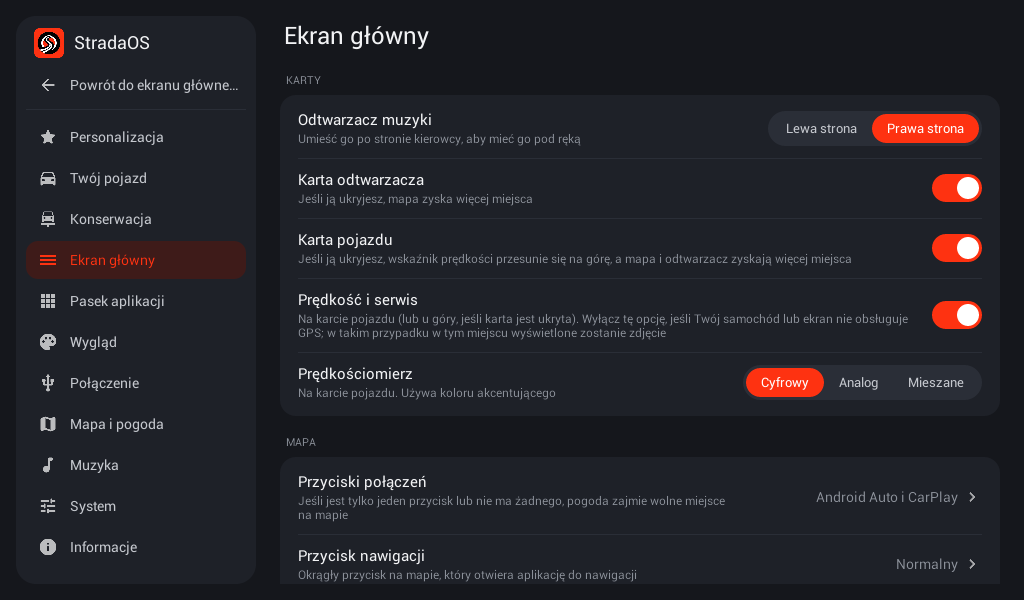 StradaOS
Powrót do ekranu główne...
Personalizacja
Twój pojazd
Konserwacja
Ekran główny
Pasek aplikacji
Wygląd
Połączenie
Mapa i pogoda
Muzyka
System
Informacje
Ekran główny
KARTY
Odtwarzacz muzyki
Umieść go po stronie kierowcy, aby mieć go pod ręką
Lewa strona
Prawa strona
Karta odtwarzacza
Jeśli ją ukryjesz, mapa zyska więcej miejsca
Karta pojazdu
Jeśli ją ukryjesz, wskaźnik prędkości przesunie się na górę, a mapa i odtwarzacz zyskają więcej miejsca
Prędkość i serwis
Na karcie pojazdu (lub u góry, jeśli karta jest ukryta). Wyłącz tę opcję, jeśli Twój samochód lub ekran nie obsługuje
GPS; w takim przypadku w tym miejscu wyświetlone zostanie zdjęcie
Prędkościomierz
Na karcie pojazdu. Używa koloru akcentującego
Cyfrowy
Analog
Mieszane
MAPA
Przyciski połączeń
Jeśli jest tylko jeden przycisk lub nie ma żadnego, pogoda zajmie wolne miejsce
na mapie
Android Auto i CarPlay
Przycisk nawigacji
Okrągły przycisk na mapie, który otwiera aplikację do nawigacji
Normalny